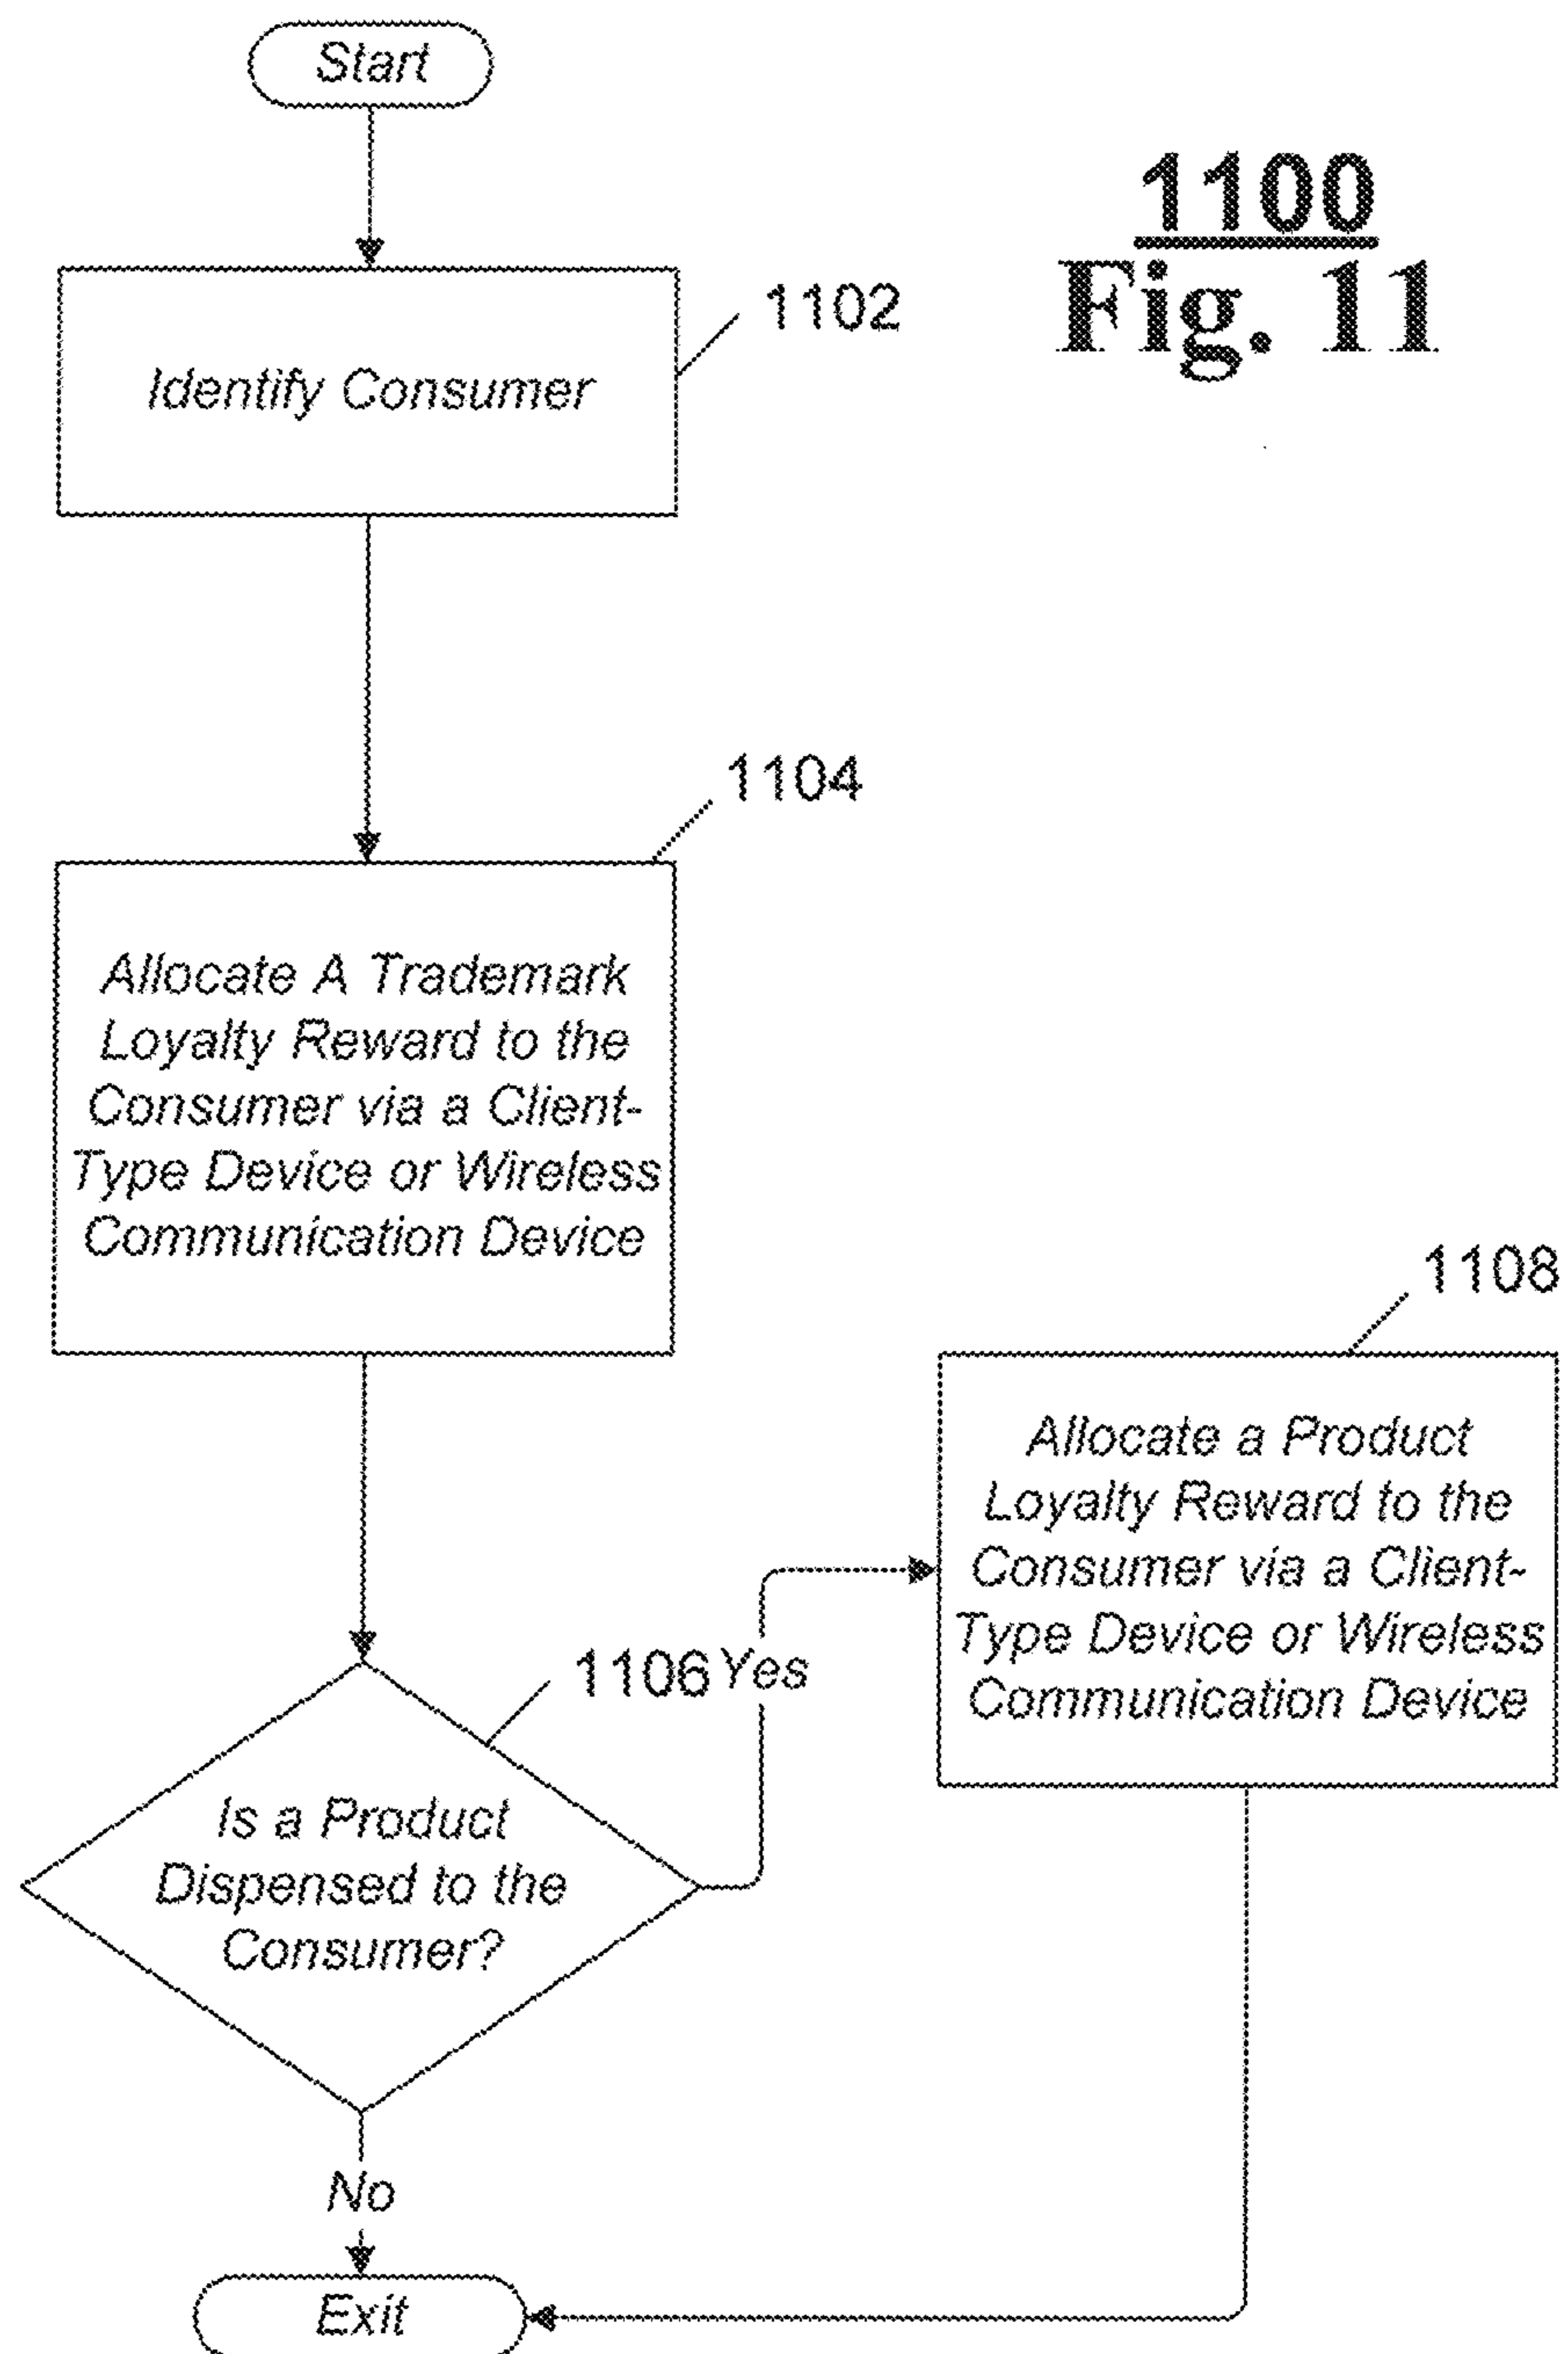 Start
1100
Fig. 11
1102
Identify Consumer
1104
Allocate A Trademark
Loyalty Reward to the
Consumer via a Client-
Type Device or Wireless
Communication Device
1108
Allocate a Product
Loyalty Reward to the
Consumer via a Client-
Type Device or Wireless
Communication Device
1106
Yes
Is a Product
Dispensed to the
Consumer?
No
Exit